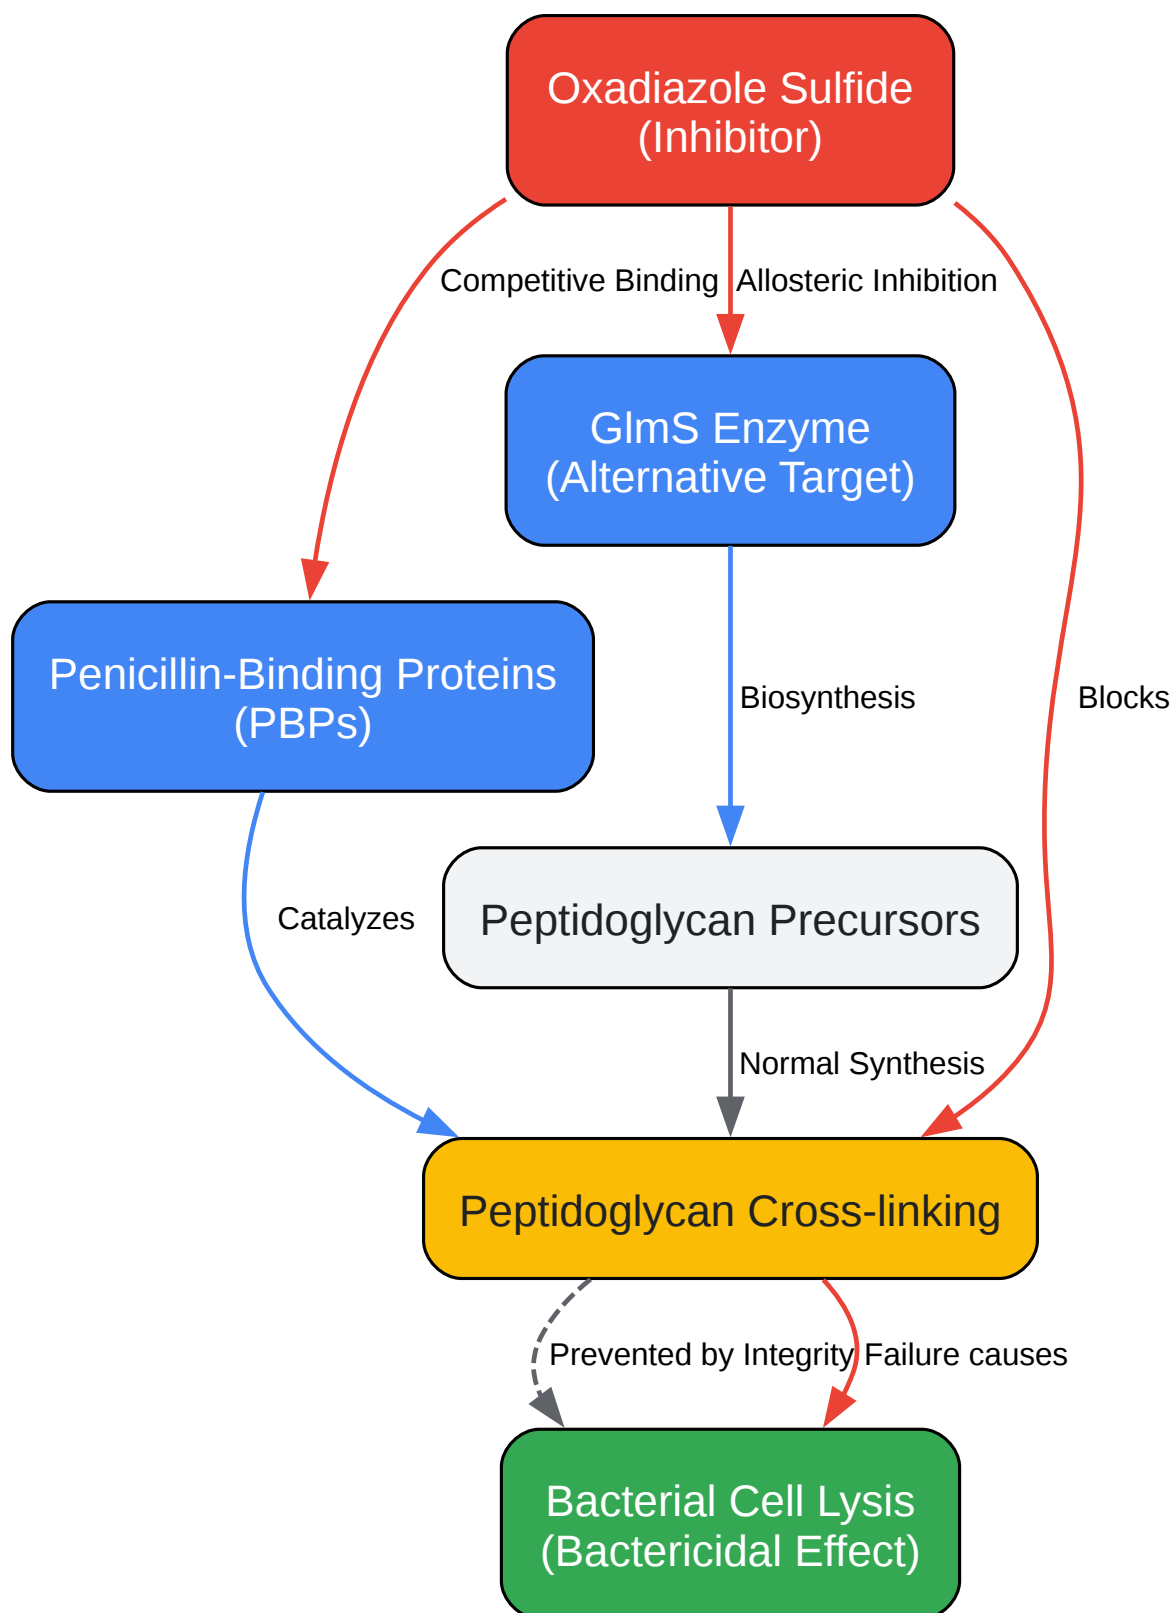 Oxadiazole Sulfide
(Inhibitor)
Competitive Binding
Allosteric Inhibition
GlmS Enzyme
(Alternative Target)
Penicillin-Binding Proteins
(PBPs)
Biosynthesis
Blocks
Catalyzes
Peptidoglycan Precursors
Normal Synthesis
Peptidoglycan Cross-linking
Prevented by Integrity
Failure causes
Bacterial Cell Lysis
(Bactericidal Effect)